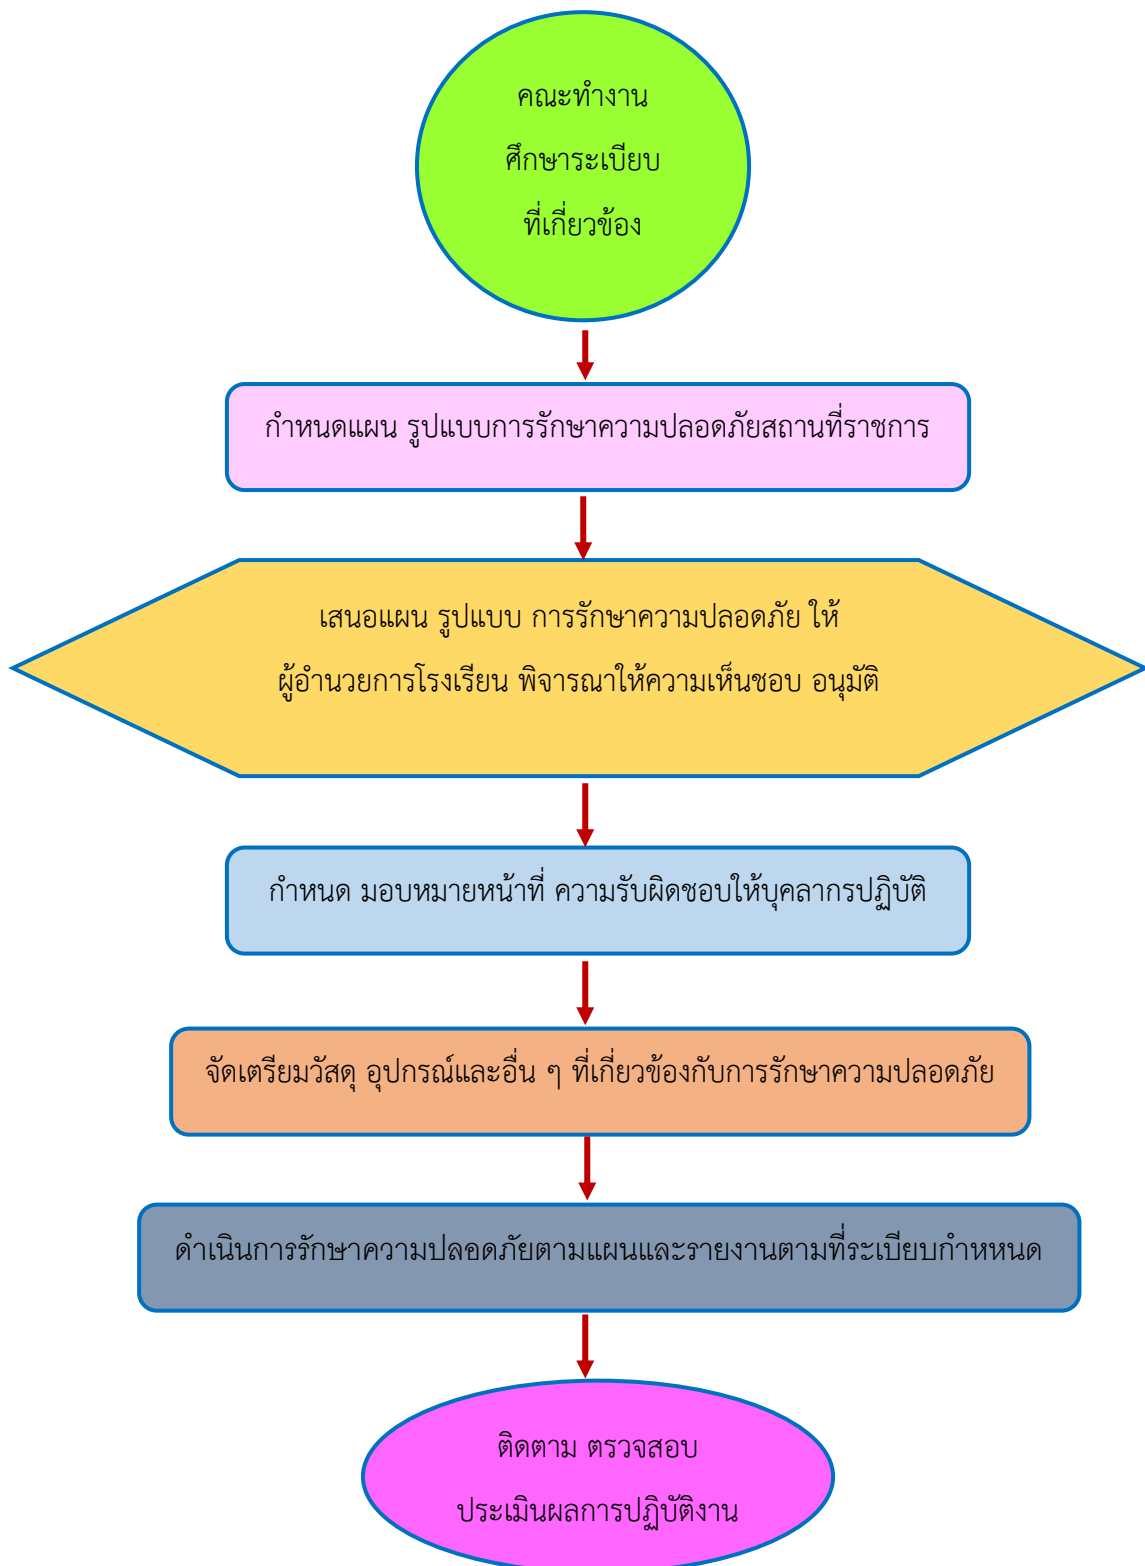 คณะทำงาน
ศึกษาระเบียบ
ที่เกี่ยวข้อง
กำหนดแผน รูปแบบการรักษาความปลอดภัยสถานที่ราชการ
เสนอแผน รูปแบบ การรักษาความปลอดภัย ให้
ผู้อำนวยการโรงเรียน พิจารณาให้ความเห็นชอบ อนุมัติ
กำหนด มอบหมายหน้าที่ ความรับผิดชอบให้บุคลากรปฏิบัติ
จัดเตรียมวัสดุ อุปกรณ์และอื่น ๆ ที่เกี่ยวข้องกับการรักษาความปลอดภัย
ดำเนินการรักษาความปลอดภัยตามแผนและรายงานตามที่ระเบียบกำหหนด
ติดตาม ตรวจสอบ
ประเมินผลการปฏิบัติงาน